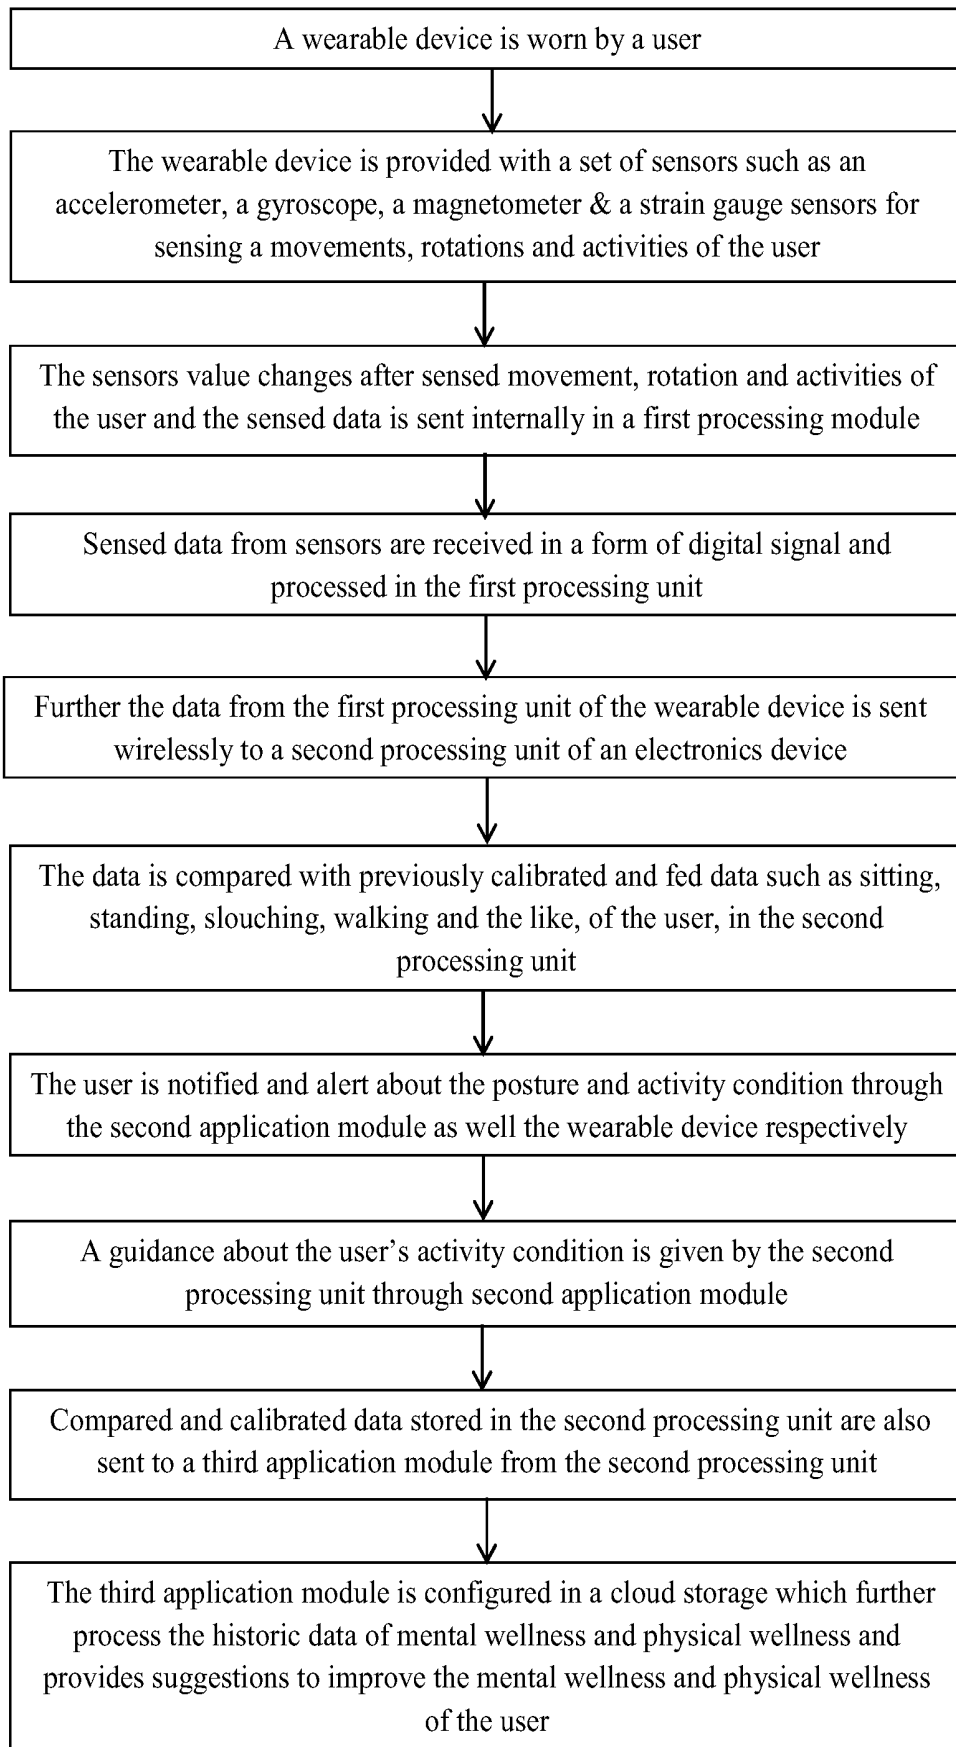 A wearable device is worn by a user
The wearable device is provided with a set of sensors such as an
accelerometer, a gyroscope, a magnetometer & a strain gauge sensors for
sensing a movements, rotations and activities of the user
The sensors value changes after sensed movement, rotation and activities of
the user and the sensed data is sent internally in a first processing module
Sensed data from sensors are received in a form of digital signal and
processed in the first processing unit
Further the data from the first processing unit of the wearable device is sent
wirelessly to a second processing unit of an electronics device
The data is compared with previously calibrated and fed data such as sitting,
standing, slouching, walking and the like, of the user, in the second
processing unit
The user is notified and alert about the posture and activity condition through
the second application module as well the wearable device respectively
A guidance about the user’s activity condition is given by the second
processing unit through second application module
Compared and calibrated data stored in the second processing unit are also
sent to a third application module from the second processing unit
The third application module is configured in a cloud storage which further
process the historic data of mental wellness and physical wellness and
provides suggestions to improve the mental wellness and physical wellness
of the user